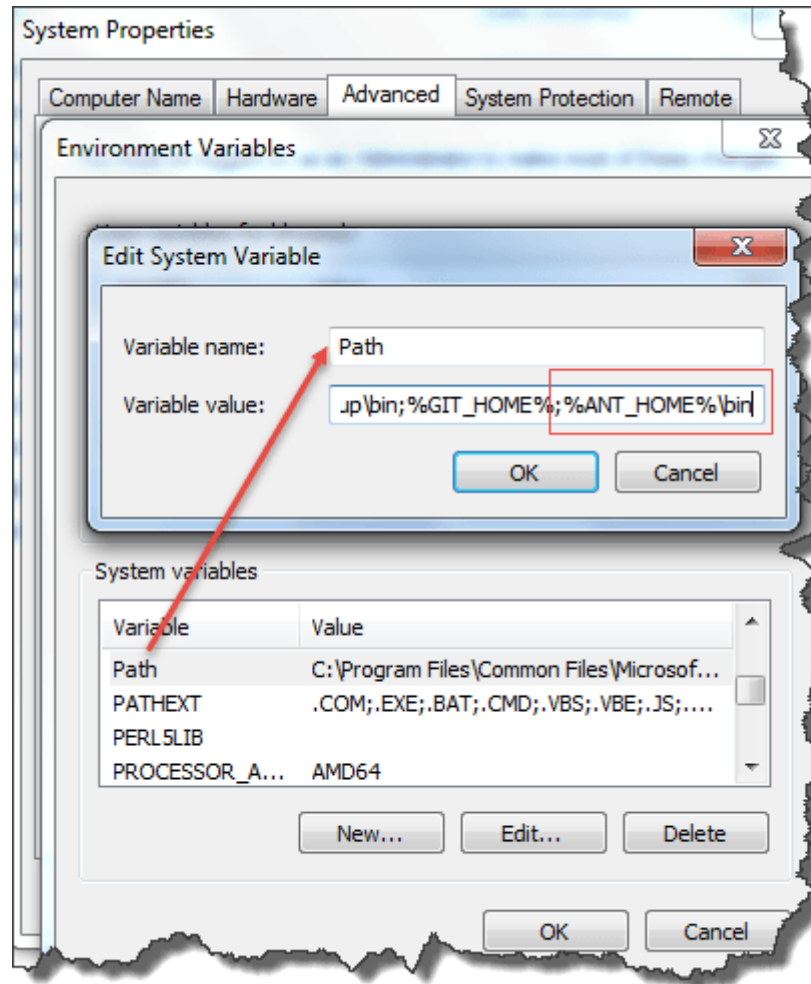 System Properties
Computer Name Hardware Advanced System Protection Remote
Environment Variables
Edit System Variable
Variable name: Path
Variable value: up\bin;%GIT_HOME%;%ANT_HOME%\bin
OK Cancel
System variables
Variable Value
Path C:\Program Files\Common Files\Microsof...
PATHEXT .COM;.EXE;.BAT;.CMD;.VBS;.VBE;.JS;....
PERL5LIB
PROCESSOR_A... AMD64
New... Edit... Delete
OK Cancel